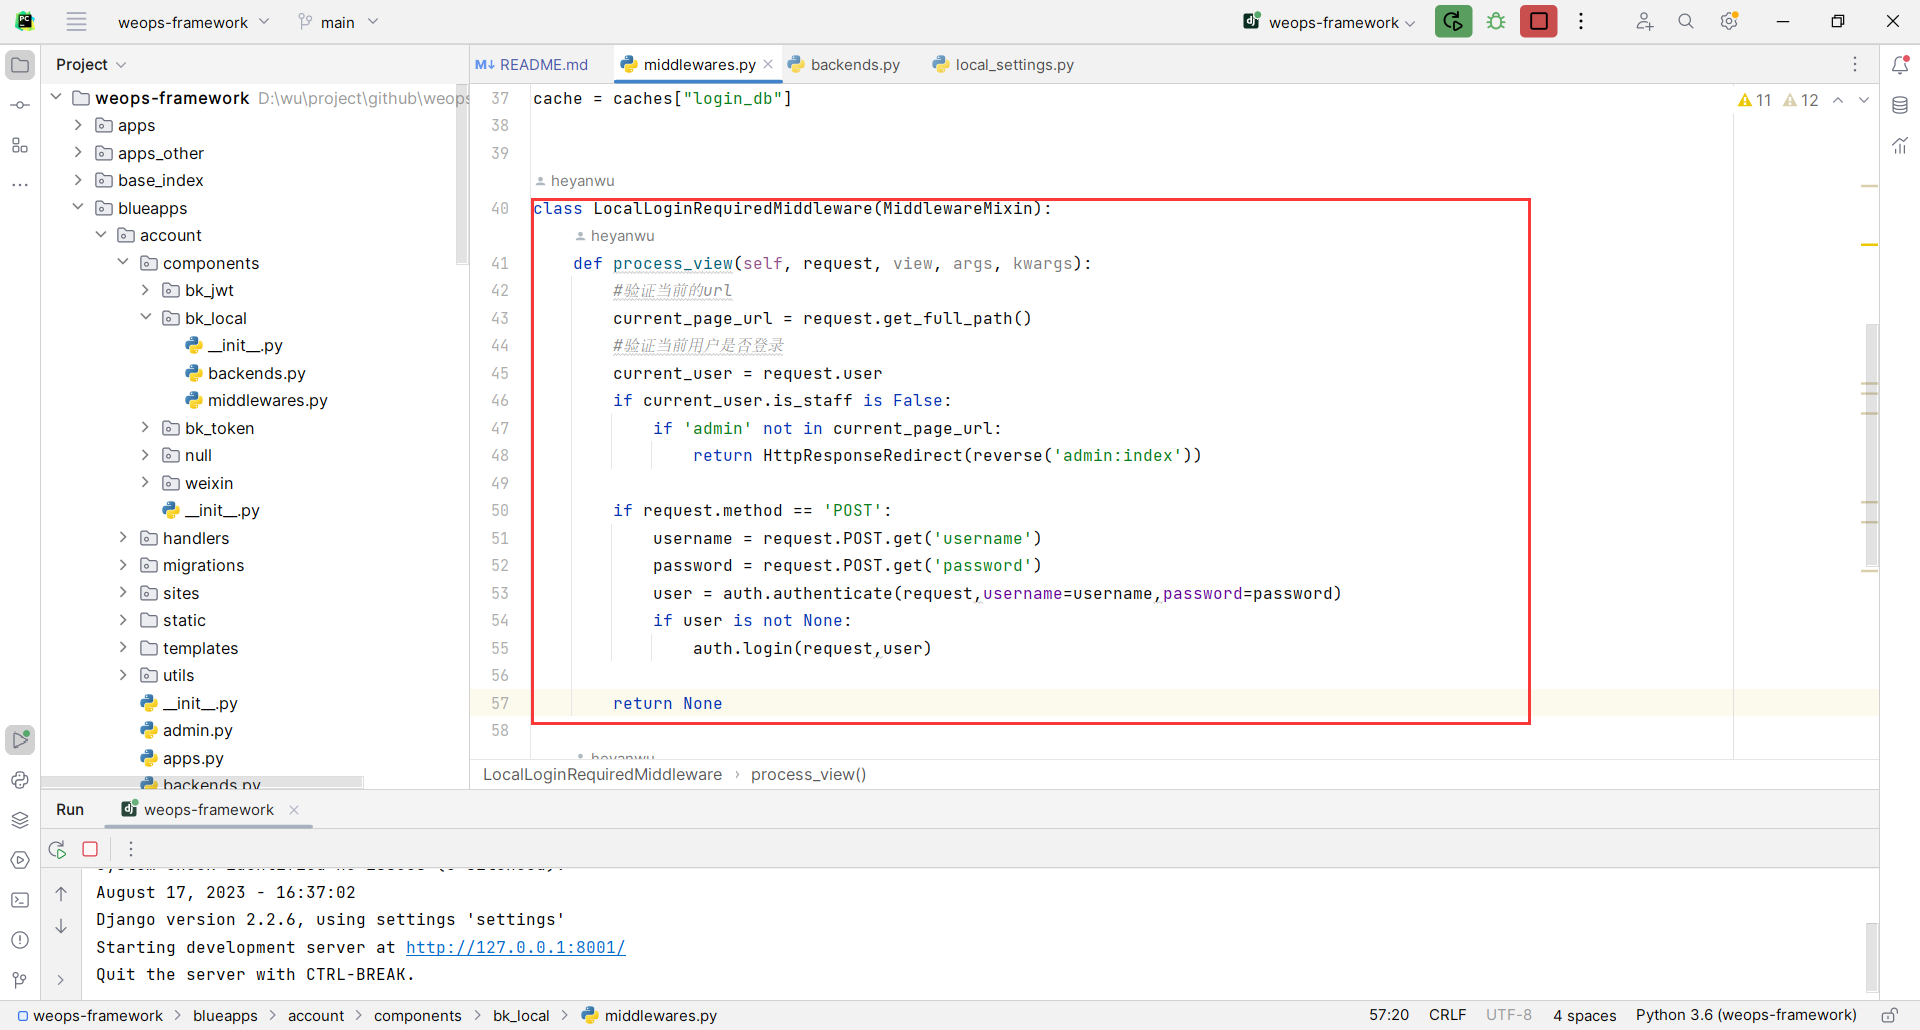 weops-framework
main
weops-framework
Project
README.md
middlewares.py
backends.py
local_settings.py
weops-framework D:\wu\project\github\weops
apps
apps_other
base_index
blueapps
account
components
bk_jwt
bk_local
__init__.py
backends.py
middlewares.py
bk_token
null
weixin
__init__.py
handlers
migrations
sites
static
templates
utils
__init__.py
admin.py
apps.py
backends.py
11 12
37 cache = caches["login_db"]
38
39
heyanwu
40 class LocalLoginRequiredMiddleware(MiddlewareMixin):
heyanwu
41 def process_view(self, request, view, args, kwargs):
42 #验证当前的url
43 current_page_url = request.get_full_path()
44 #验证当前用户是否登录
45 current_user = request.user
46 if current_user.is_staff is False:
47 if 'admin' not in current_page_url:
48 return HttpResponseRedirect(reverse('admin:index'))
49
50 if request.method == 'POST':
51 username = request.POST.get('username')
52 password = request.POST.get('password')
53 user = auth.authenticate(request,username=username,password=password)
54 if user is not None:
55 auth.login(request,user)
56
57 return None
58
heyanwu
LocalLoginRequiredMiddleware › process_view()
Run
weops-framework
System check identified no issues (0 silenced).
August 17, 2023 - 16:37:02
Django version 2.2.6, using settings 'settings'
Starting development server at http://127.0.0.1:8001/
Quit the server with CTRL-BREAK.
weops-framework > blueapps > account > components > bk_local > middlewares.py
57:20 CRLF UTF-8 4 spaces Python 3.6 (weops-framework)